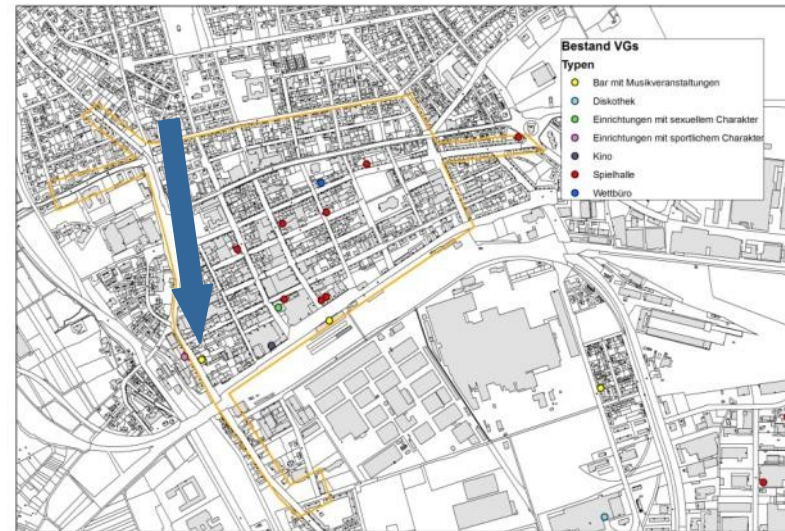 Bestand VGs
Typen
Bar mit Musikveranstaltungen
Diskothek
Einrichtungen mit sexuellem Charakter
Einrichtungen mit sportlichem Charakter
Kino
Spielhalle
Wettbüro